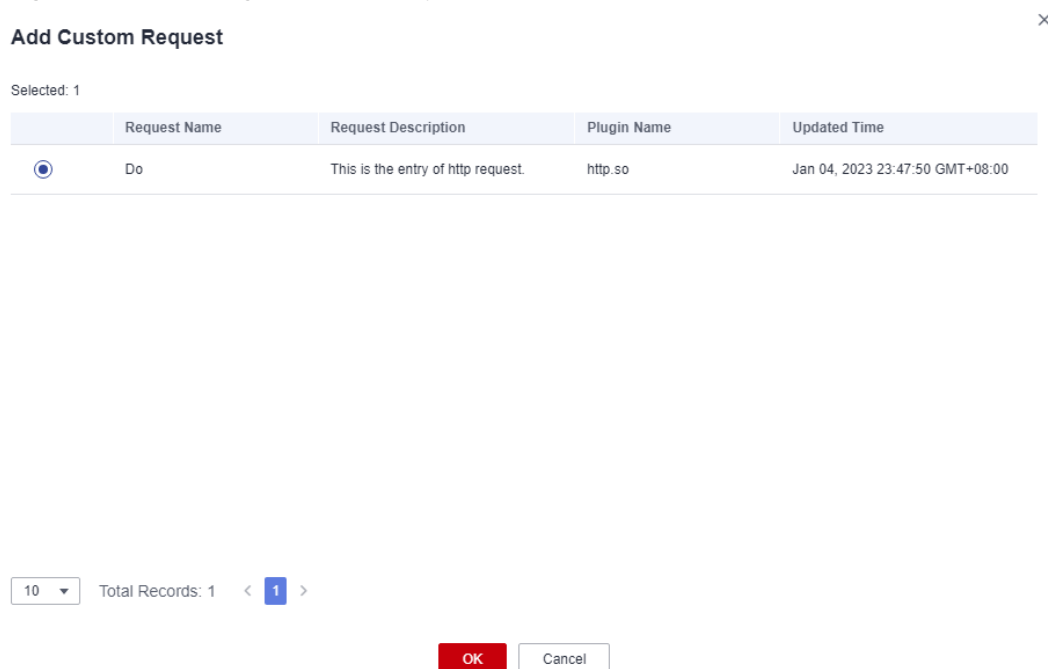 Add Custom Request
Selected: 1
Request Name Request Description Plugin Name Updated Time
Do This is the entry of http request. http.so Jan 04, 2023 23:47:50 GMT+08:00
10 Total Records: 1 < 1 >
OK Cancel